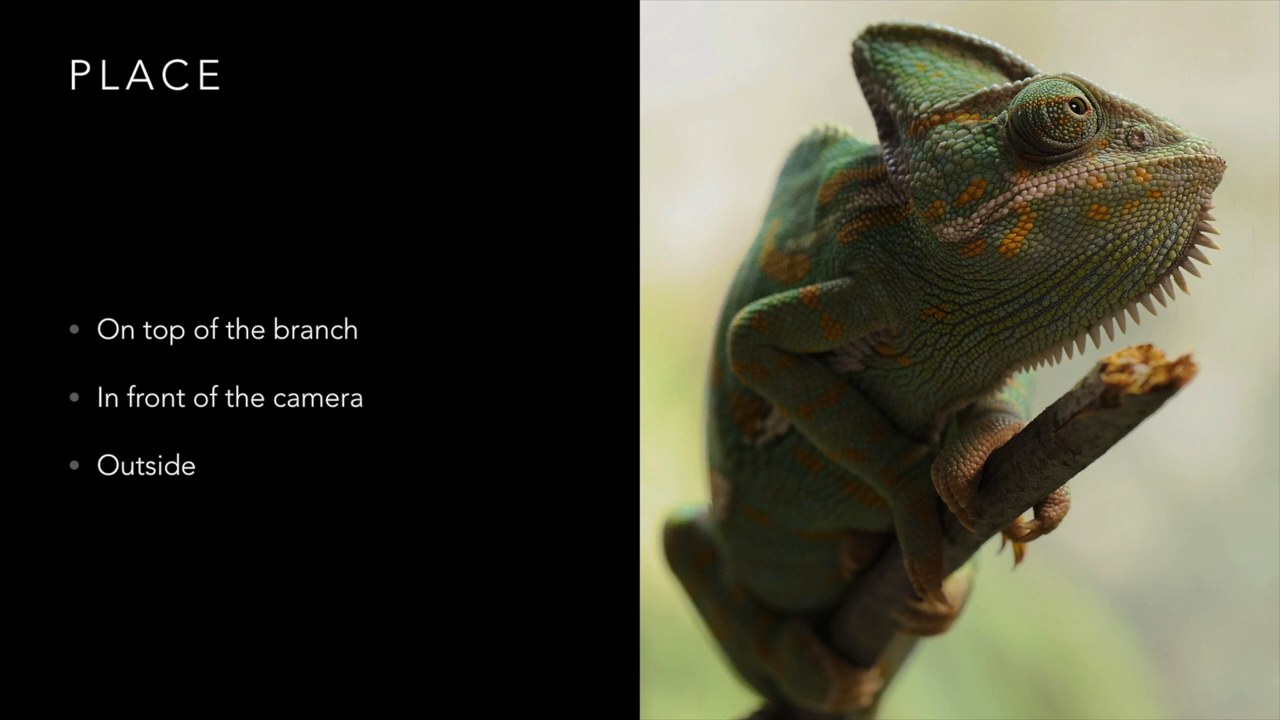 PLACE
• On top of the branch
• In front of the camera
• Outside